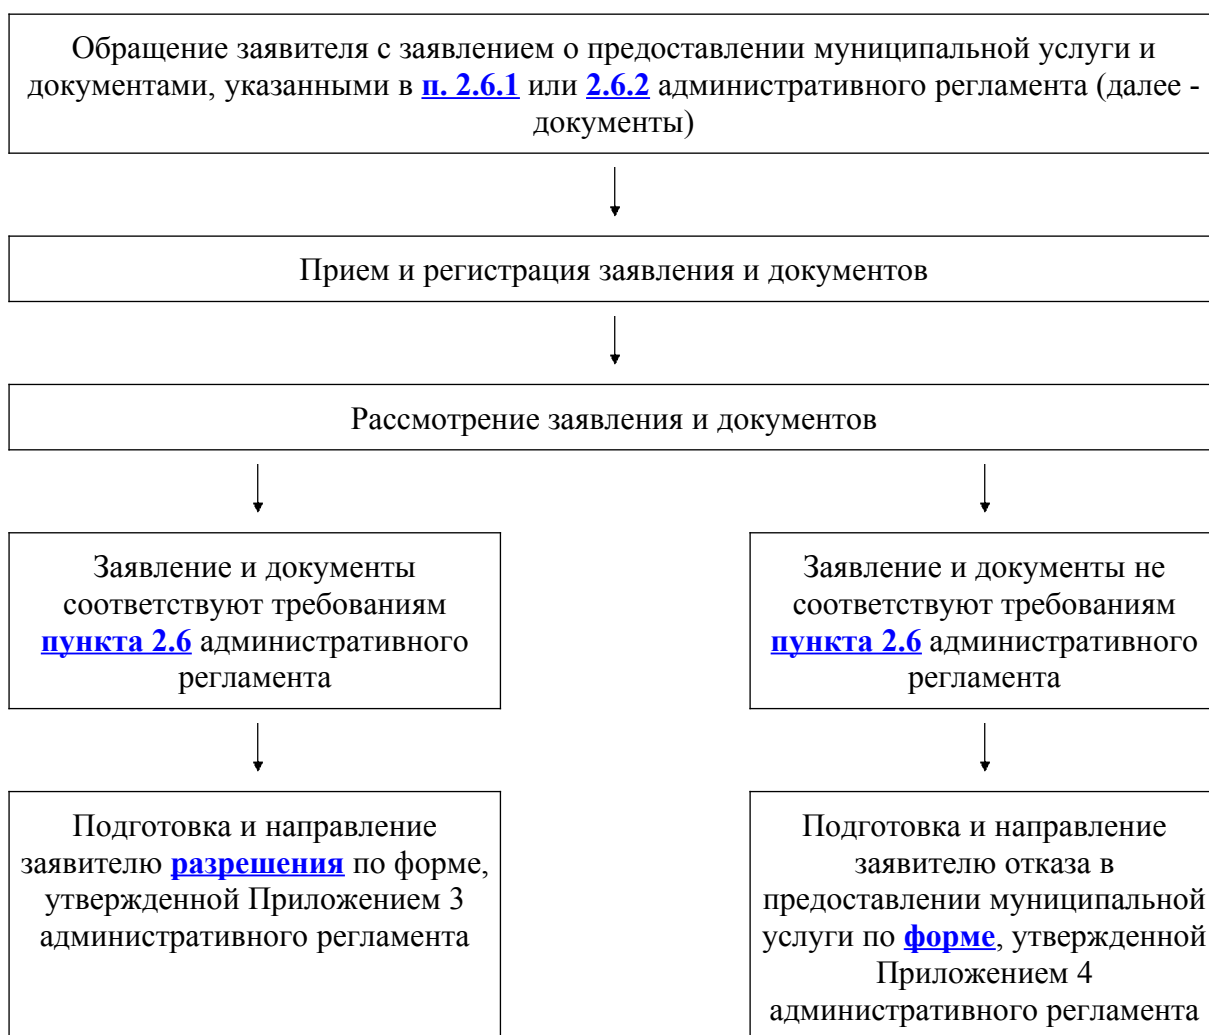 Обращение заявителя с заявлением о предоставлении муниципальной услуги и
документами, указанными в п. 2.6.1 или 2.6.2 административного регламента (далее -
документы)
Прием и регистрация заявления и документов
Рассмотрение заявления и документов
Заявление и документы
соответствуют требованиям
пункта 2.6 административного
регламента
Заявление и документы не
соответствуют требованиям
пункта 2.6 административного
регламента
Подготовка и направление
заявителю разрешения по форме,
утвержденной Приложением 3
административного регламента
Подготовка и направление
заявителю отказа в
предоставлении муниципальной
услуги по форме, утвержденной
Приложением 4
административного регламента